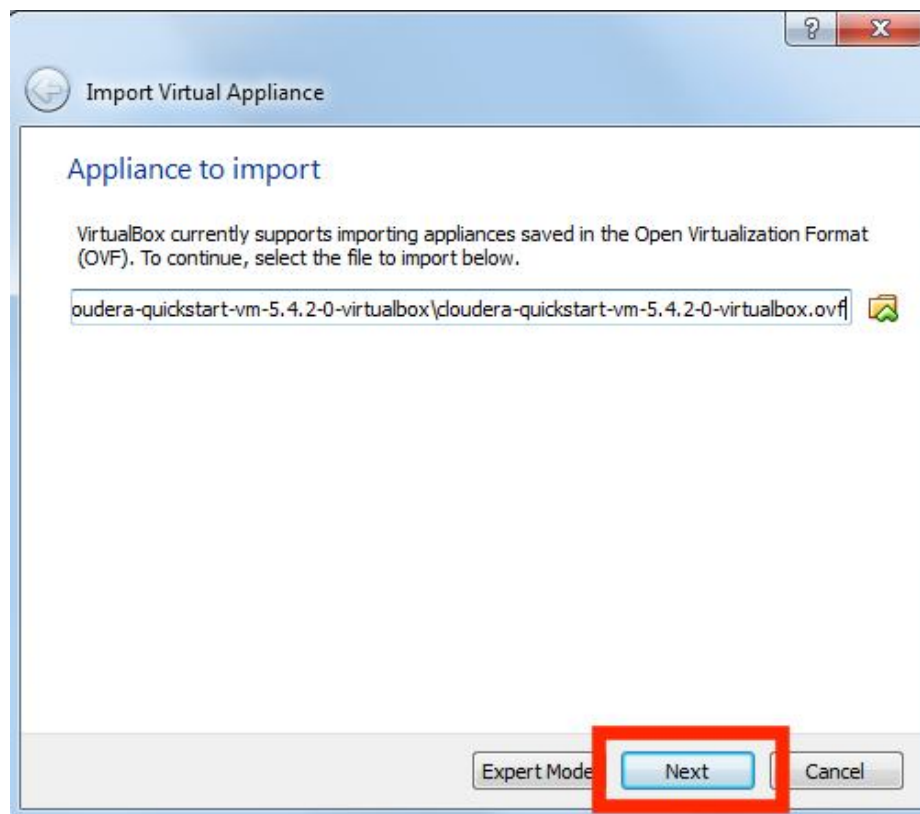 Import Virtual Appliance
Appliance to import
VirtualBox currently supports importing appliances saved in the Open Virtualization Format
(OVF). To continue, select the file to import below.
oudera-quickstart-vm-5.4.2-0-virtualbox\cloudera-quickstart-vm-5.4.2-0-virtualbox.ovf
Expert Mode Next Cancel